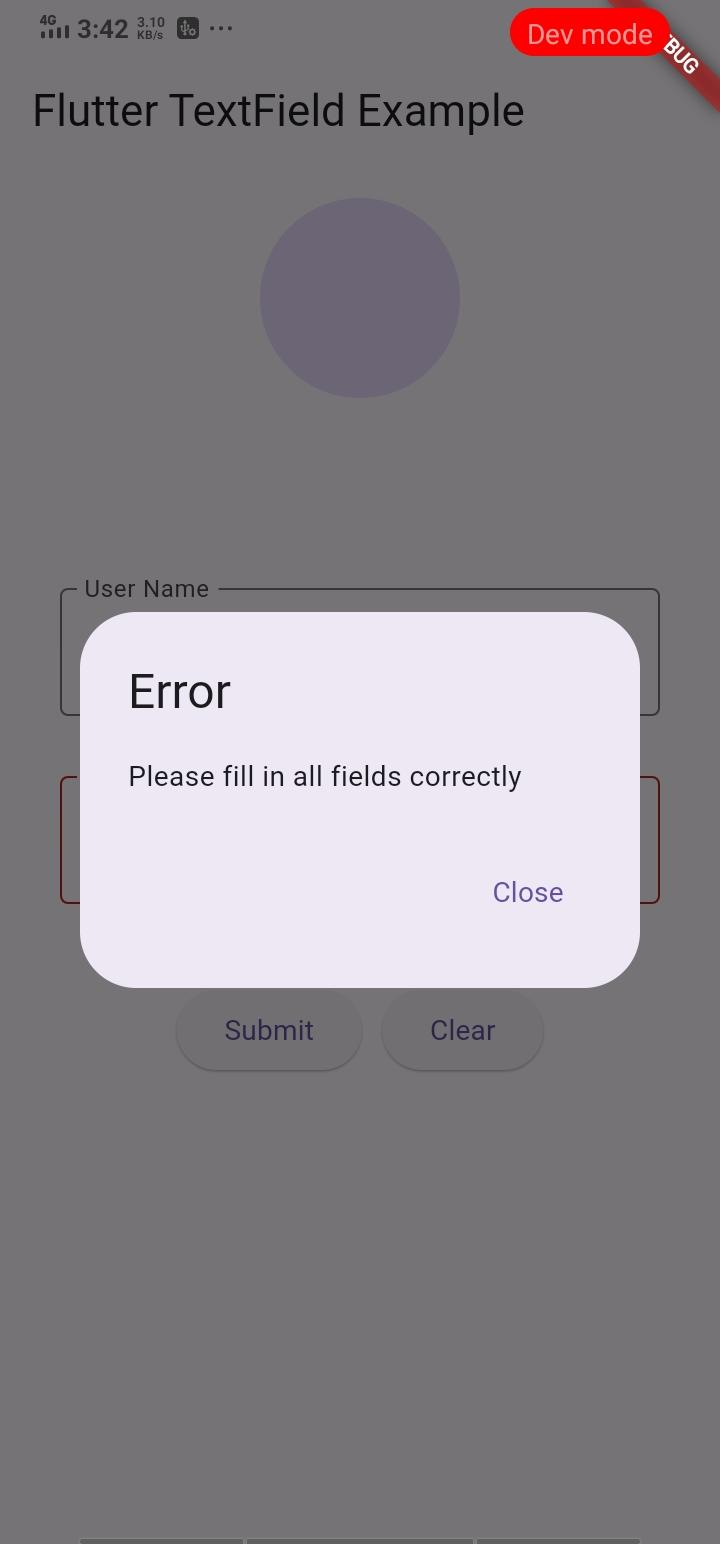 4G 3:42 3.10 KB/s ... Dev mode
BUG
Flutter TextField Example
User Name
Error
Please fill in all fields correctly
Close
Submit Clear